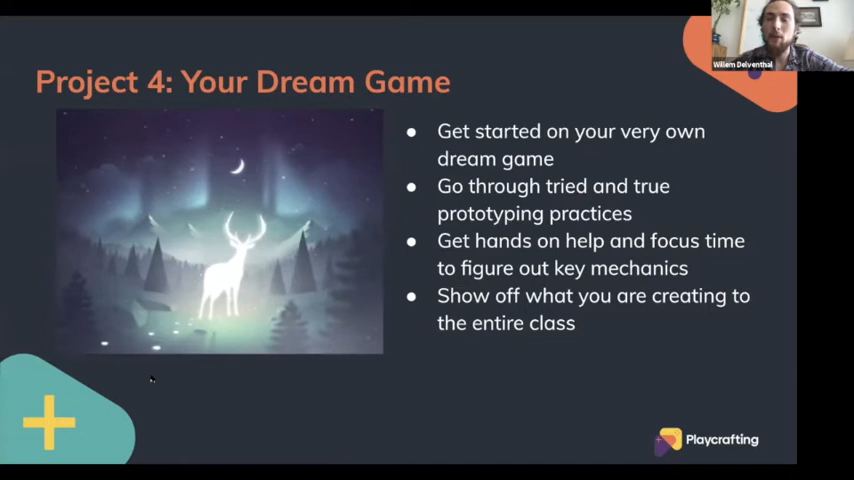 Willem Delventhal
Project 4: Your Dream Game
● Get started on your very own
dream game
● Go through tried and true
prototyping practices
● Get hands on help and focus time
to figure out key mechanics
● Show off what you are creating to
the entire class
Playcrafting